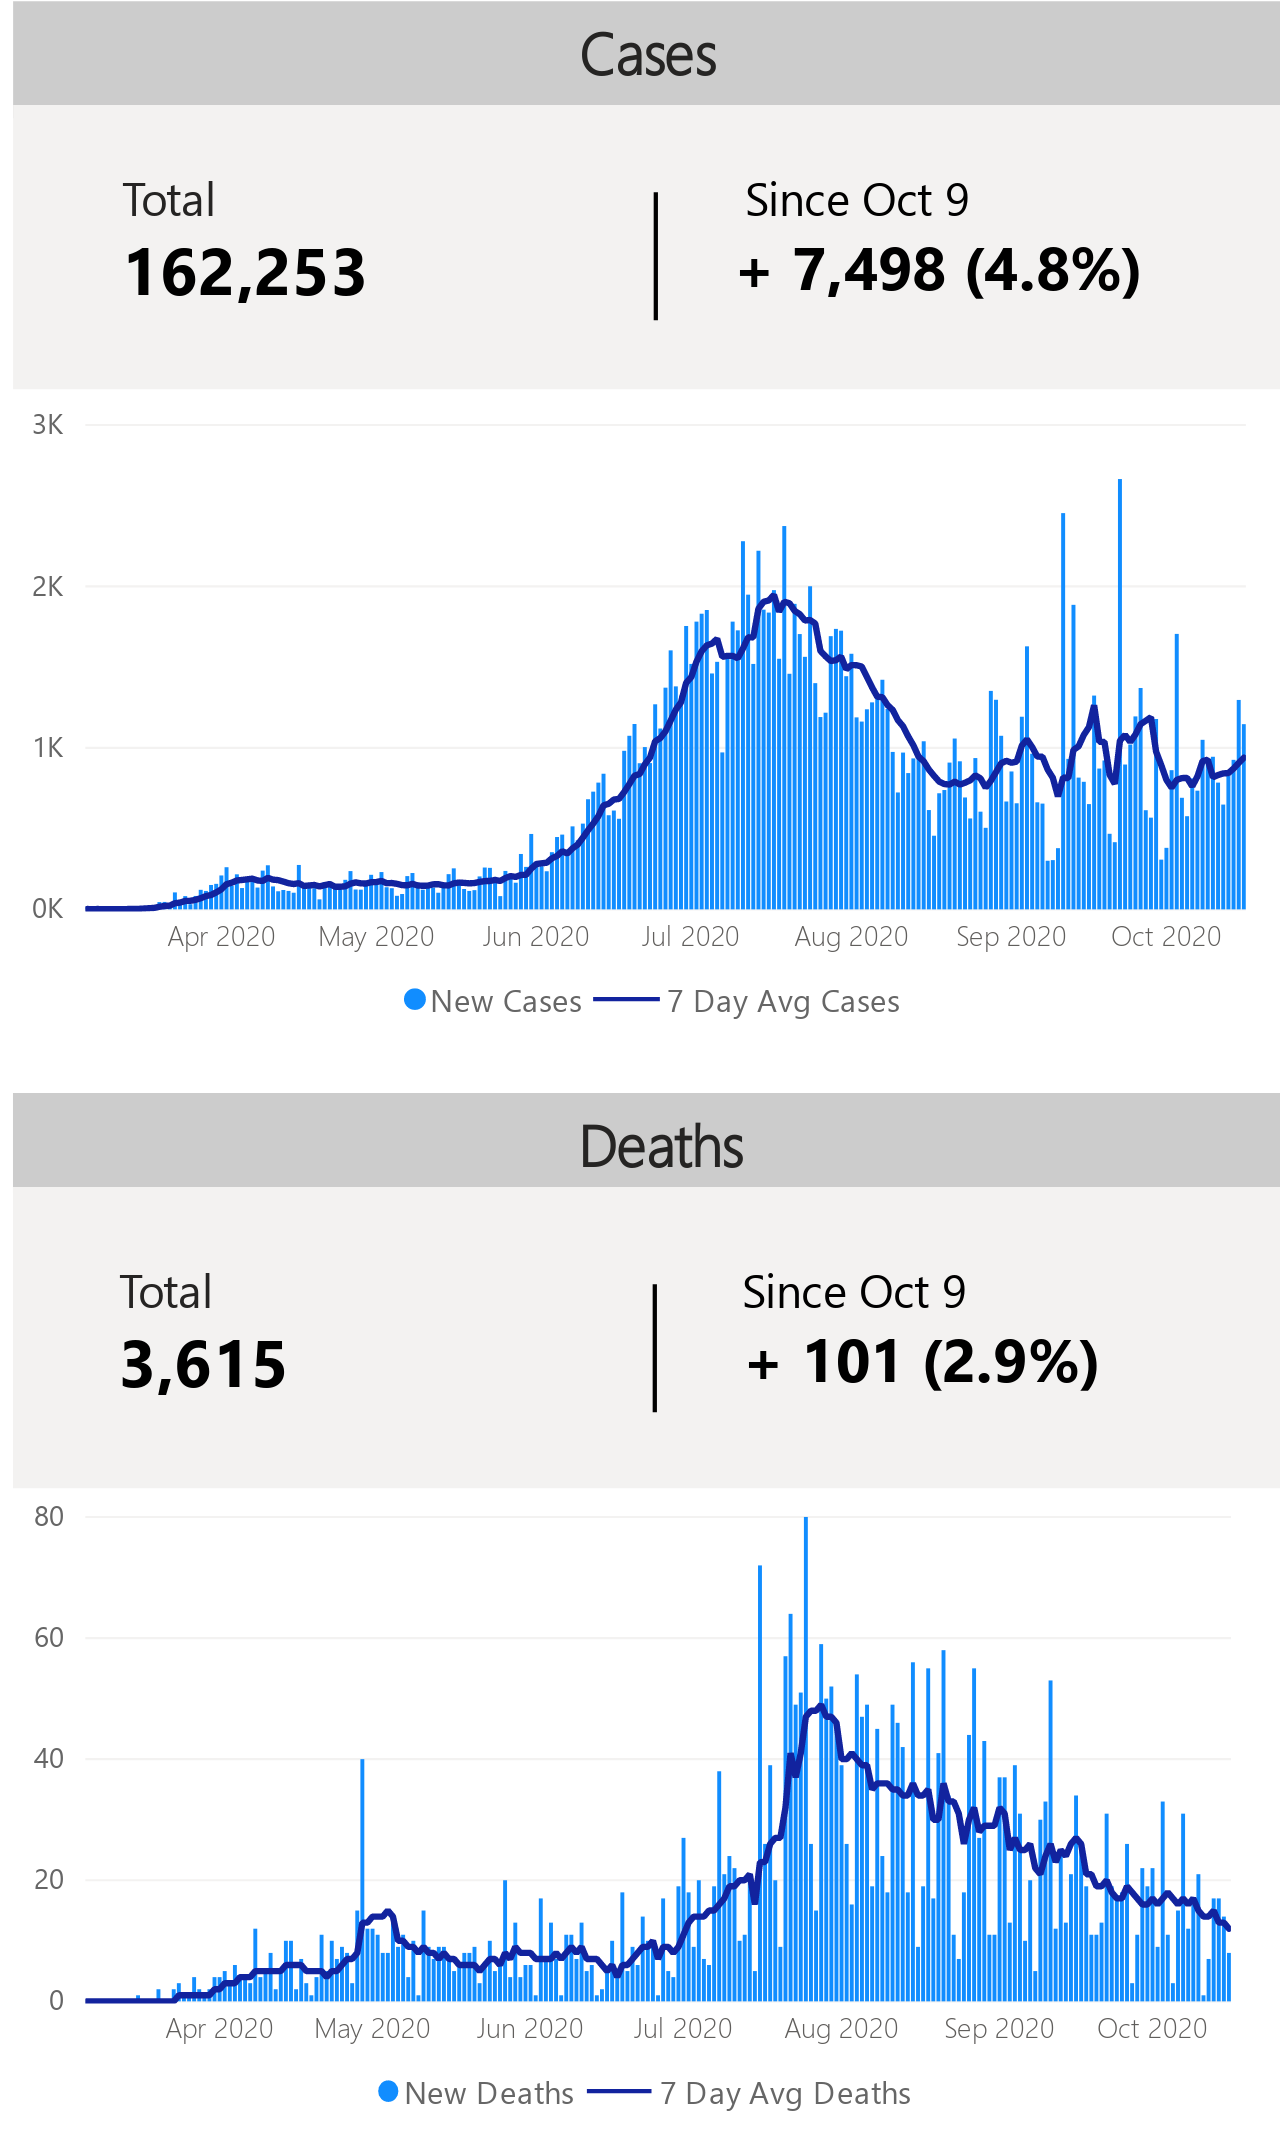 Cases
Total
Since Oct 9
162,253
+ 7,498 (4.8%)
3K
2K
1K
0K
Apr 2020
May 2020
Jun 2020
Jul 2020
Aug 2020
Sep 2020
Oct 2020
New Cases
7 Day Avg Cases
Deaths
Total
Since Oct 9
3,615
+ 101 (2.9%)
80
60
40
20
0
Apr 2020
May 2020
Jun 2020
Jul 2020
Aug 2020
Sep 2020
Oct 2020
New Deaths
7 Day Avg Deaths